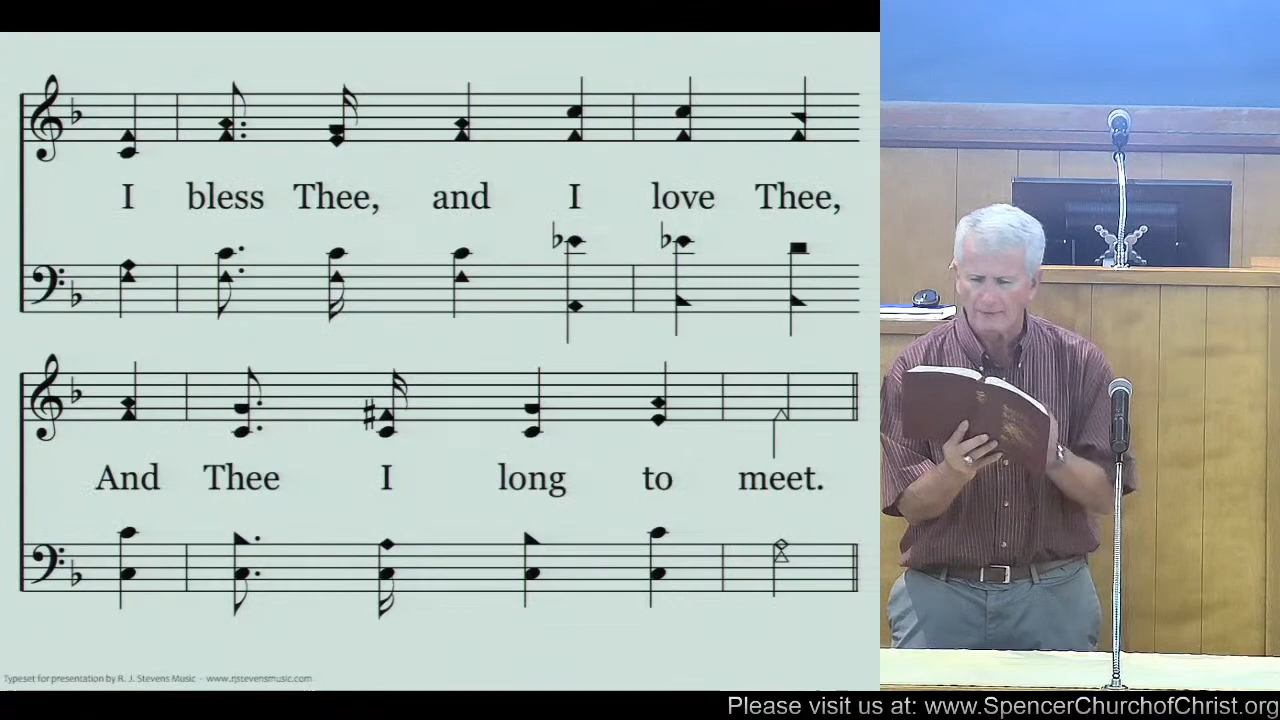 I bless Thee, and I love Thee,
And Thee I long to meet.
Typeset for presentation by R. J. Stevens Music - www.rjstevensmusic.com
Please visit us at: www.SpencerChurchofChrist.org